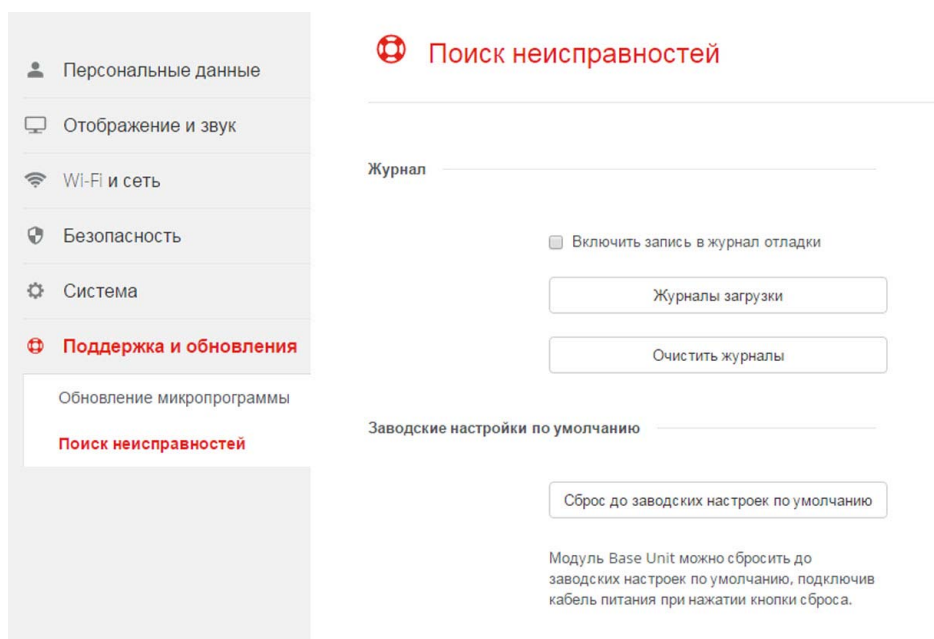 Персональные данные
Отображение и звук
Wi-Fi и сеть
Безопасность
Система
Поддержка и обновления
Обновление микропрограммы
Поиск неисправностей
Поиск неисправностей
Журнал
Включить запись в журнал отладки
Журналы загрузки
Очистить журналы
Заводские настройки по умолчанию
Сброс до заводских настроек по умолчанию
Модуль Base Unit можно сбросить до
заводских настроек по умолчанию, подключив
кабель питания при нажатии кнопки сброса.